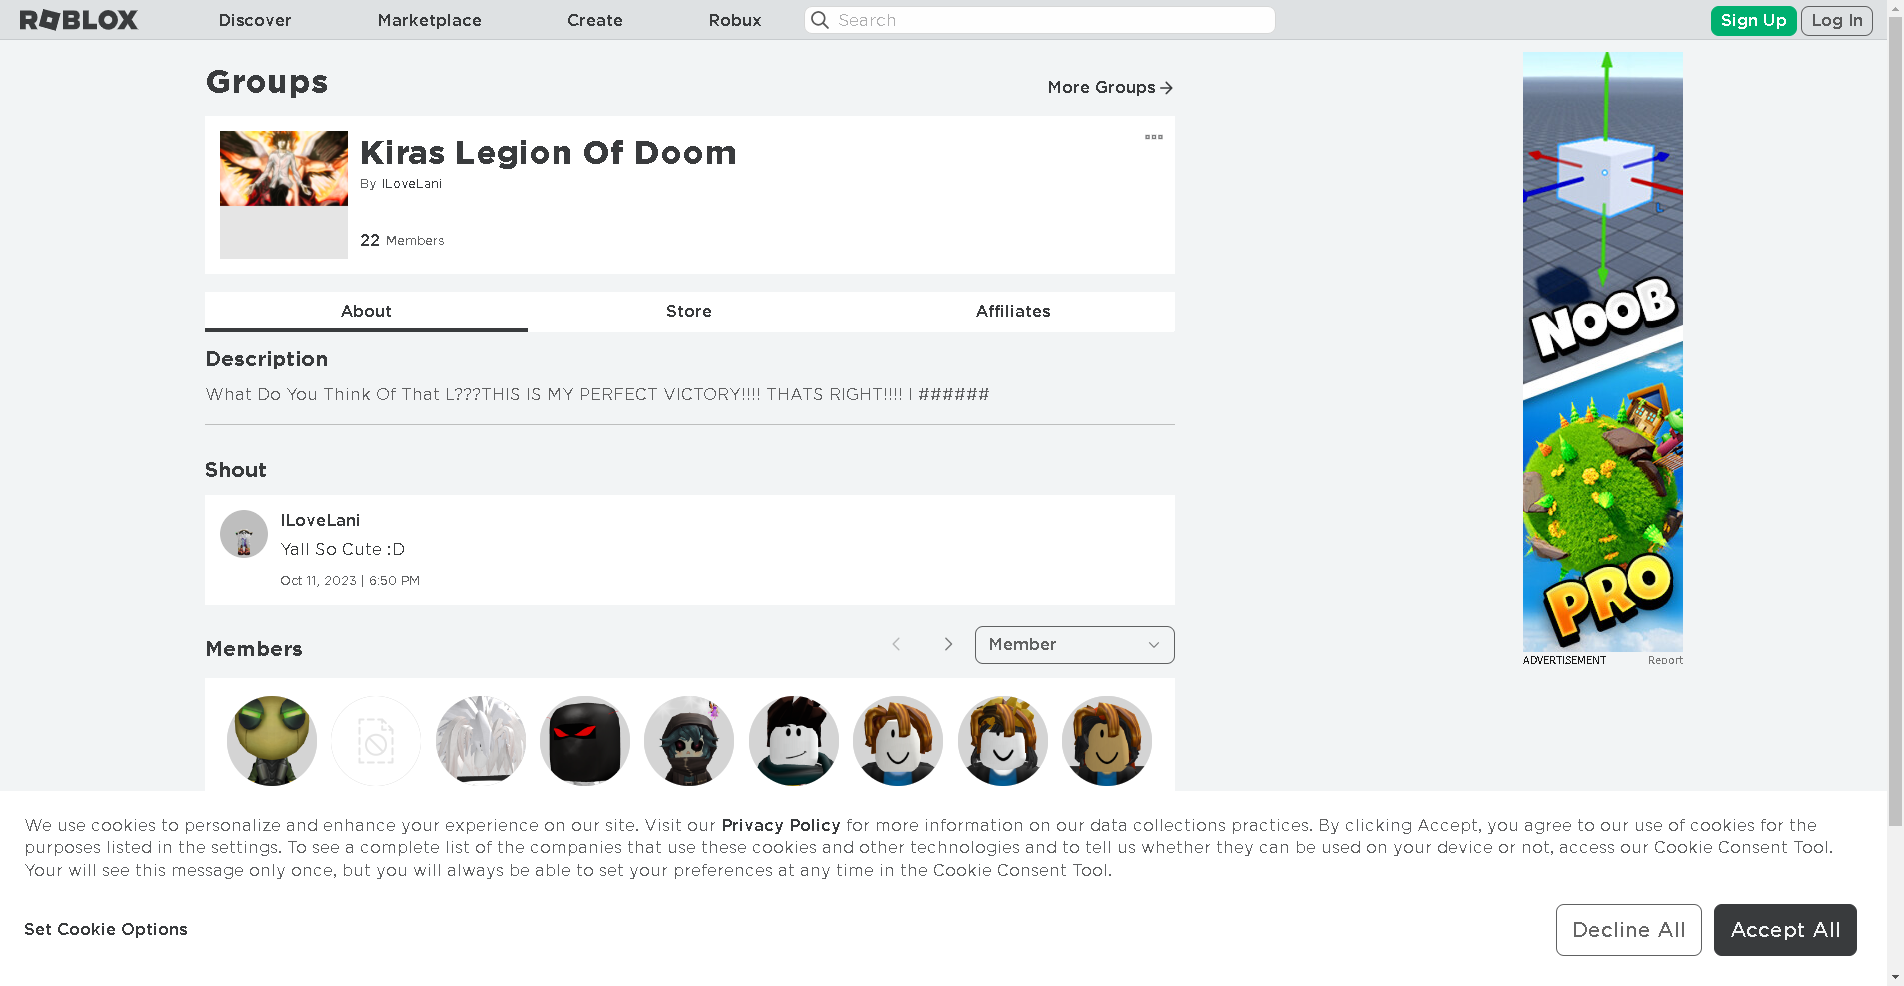 ROBLOX
Discover
Marketplace
Create
Robux
Search
Sign Up
Log In
Groups
More Groups
Kiras Legion Of Doom
By ILoveLani
22 Members
About
Store
Affiliates
Description
What Do You Think Of That L???THIS IS MY PERFECT VICTORY!!!! THATS RIGHT!!!! I ######
Shout
ILoveLani
Yall So Cute :D
Oct 11, 2023 | 6:50 PM
Members
Member
NOOB
PRO
ADVERTISEMENT
Report
We use cookies to personalize and enhance your experience on our site. Visit our Privacy Policy for more information on our data collections practices. By clicking Accept, you agree to our use of cookies for the
purposes listed in the settings. To see a complete list of the companies that use these cookies and other technologies and to tell us whether they can be used on your device or not, access our Cookie Consent Tool.
Your will see this message only once, but you will always be able to set your preferences at any time in the Cookie Consent Tool.
Set Cookie Options
Decline All
Accept All